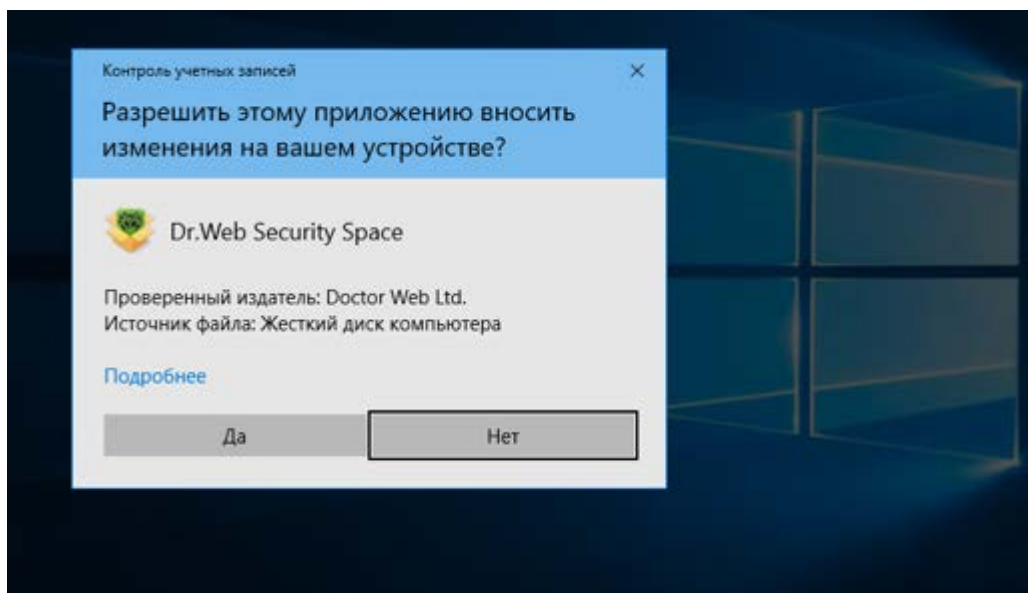 Контроль учетных записей
Разрешить этому приложению вносить
изменения на вашем устройстве?
Dr.Web Security Space
Проверенный издатель: Doctor Web Ltd.
Источник файла: Жесткий диск компьютера
Подробнее
Да
Нет